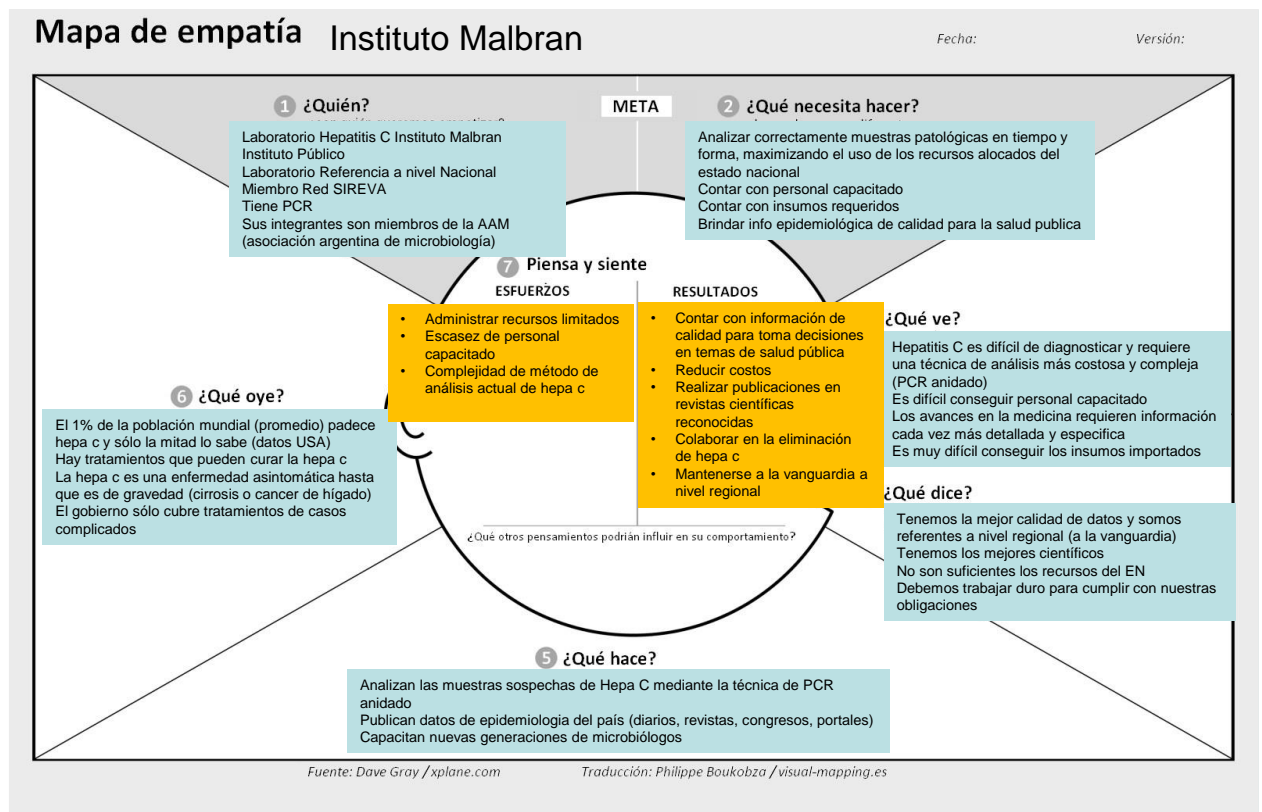 Mapa de empatía Instituto Malbran
Fecha:
Versión:
1 ¿Quién?
META
2 ¿Qué necesita hacer?
Laboratorio Hepatitis C Instituto Malbran
Instituto Público
Laboratorio Referencia a nivel Nacional
Miembro Red SIREVA
Tiene PCR
Sus integrantes son miembros de la AAM
(asociación argentina de microbiología)
Analizar correctamente muestras patológicas en tiempo y
forma, maximizando el uso de los recursos alocados del
estado nacional
Contar con personal capacitado
Contar con insumos requeridos
Brindar info epidemiológica de calidad para la salud publica
7 Piensa y siente
ESFUERZOS
RESULTADOS
• Administrar recursos limitados
• Escasez de personal
capacitado
• Complejidad de método de
análisis actual de hepa c
• Contar con información de
calidad para toma decisiones
en temas de salud pública
• Reducir costos
• Realizar publicaciones en
revistas científicas
reconocidas
• Colaborar en la eliminación
de hepa c
• Mantenerse a la vanguardia a
nivel regional
¿Qué otros pensamientos podrían influir en su comportamiento?
¿Qué ve?
Hepatitis C es difícil de diagnosticar y requiere
una técnica de análisis más costosa y compleja
(PCR anidado)
Es difícil conseguir personal capacitado
Los avances en la medicina requieren información
cada vez más detallada y especifica
Es muy difícil conseguir los insumos importados
¿Qué dice?
Tenemos la mejor calidad de datos y somos
referentes a nivel regional (a la vanguardia)
Tenemos los mejores científicos
No son suficientes los recursos del EN
Debemos trabajar duro para cumplir con nuestras
obligaciones
6 ¿Qué oye?
El 1% de la población mundial (promedio) padece
hepa c y sólo la mitad lo sabe (datos USA)
Hay tratamientos que pueden curar la hepa c
La hepa c es una enfermedad asintomática hasta
que es de gravedad (cirrosis o cancer de hígado)
El gobierno sólo cubre tratamientos de casos
complicados
5 ¿Qué hace?
Analizan las muestras sospechas de Hepa C mediante la técnica de PCR
anidado
Publican datos de epidemiologia del país (diarios, revistas, congresos, portales)
Capacitan nuevas generaciones de microbiólogos
Fuente: Dave Gray / xplane.com
Traducción: Philippe Boukobza / visual-mapping.es